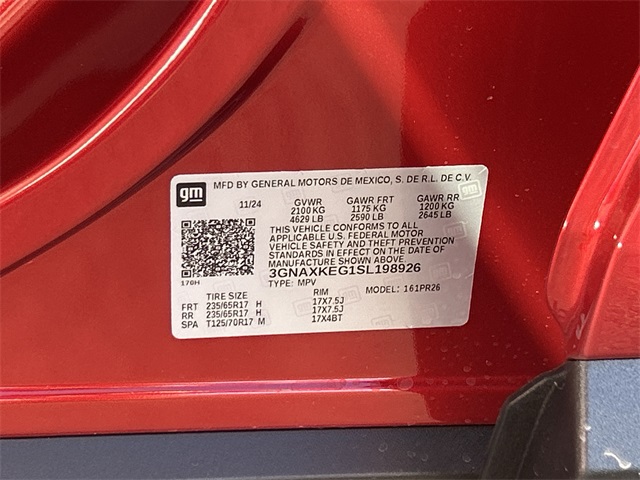 gm MFD BY GENERAL MOTORS DE MEXICO, S. DE R.L. DE C.V.
11/24 GVWR GAWR FRT GAWR RR
2100 KG 1175 KG 1200 KG
4629 LB 2590 LB 2645 LB
THIS VEHICLE CONFORMS TO ALL
APPLICABLE U.S. FEDERAL MOTOR
VEHICLE SAFETY AND THEFT PREVENTION
STANDARDS IN EFFECT ON THE DATE OF
MANUFACTURE SHOWN ABOVE.
3GNAXKEG1SL198926
170H TYPE: MPV MODEL: 161PR26
TIRE SIZE RIM
FRT 235/65R17 H 17X7.5J
RR 235/65R17 H 17X7.5J
SPA T125/70R17 M 17X4BT